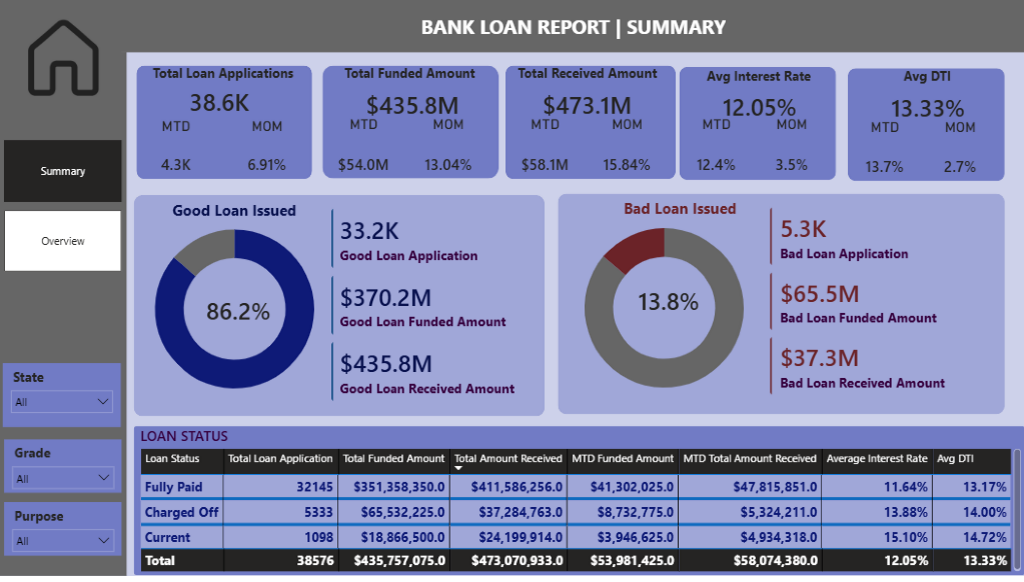 BANK LOAN REPORT | SUMMARY
Summary
Overview
State
All
Grade
All
Purpose
All
Total Loan Applications
38.6K
MTD MOM
4.3K 6.91%
Total Funded Amount
$435.8M
MTD MOM
$54.0M 13.04%
Total Received Amount
$473.1M
MTD MOM
$58.1M 15.84%
Avg Interest Rate
12.05%
MTD MOM
12.4% 3.5%
Avg DTI
13.33%
MTD MOM
13.7% 2.7%
Good Loan Issued
86.2%
33.2K
Good Loan Application
$370.2M
Good Loan Funded Amount
$435.8M
Good Loan Received Amount
Bad Loan Issued
13.8%
5.3K
Bad Loan Application
$65.5M
Bad Loan Funded Amount
$37.3M
Bad Loan Received Amount
LOAN STATUS
Loan Status Total Loan Application Total Funded Amount Total Amount Received MTD Funded Amount MTD Total Amount Received Average Interest Rate Avg DTI
Fully Paid 32145 $351,358,350.0 $411,586,256.0 $41,302,025.0 $47,815,851.0 11.64% 13.17%
Charged Off 5333 $65,532,225.0 $37,284,763.0 $8,732,775.0 $5,324,211.0 13.88% 14.00%
Current 1098 $18,866,500.0 $24,199,914.0 $3,946,625.0 $4,934,318.0 15.10% 14.72%
Total 38576 $435,757,075.0 $473,070,933.0 $53,981,425.0 $58,074,380.0 12.05% 13.33%